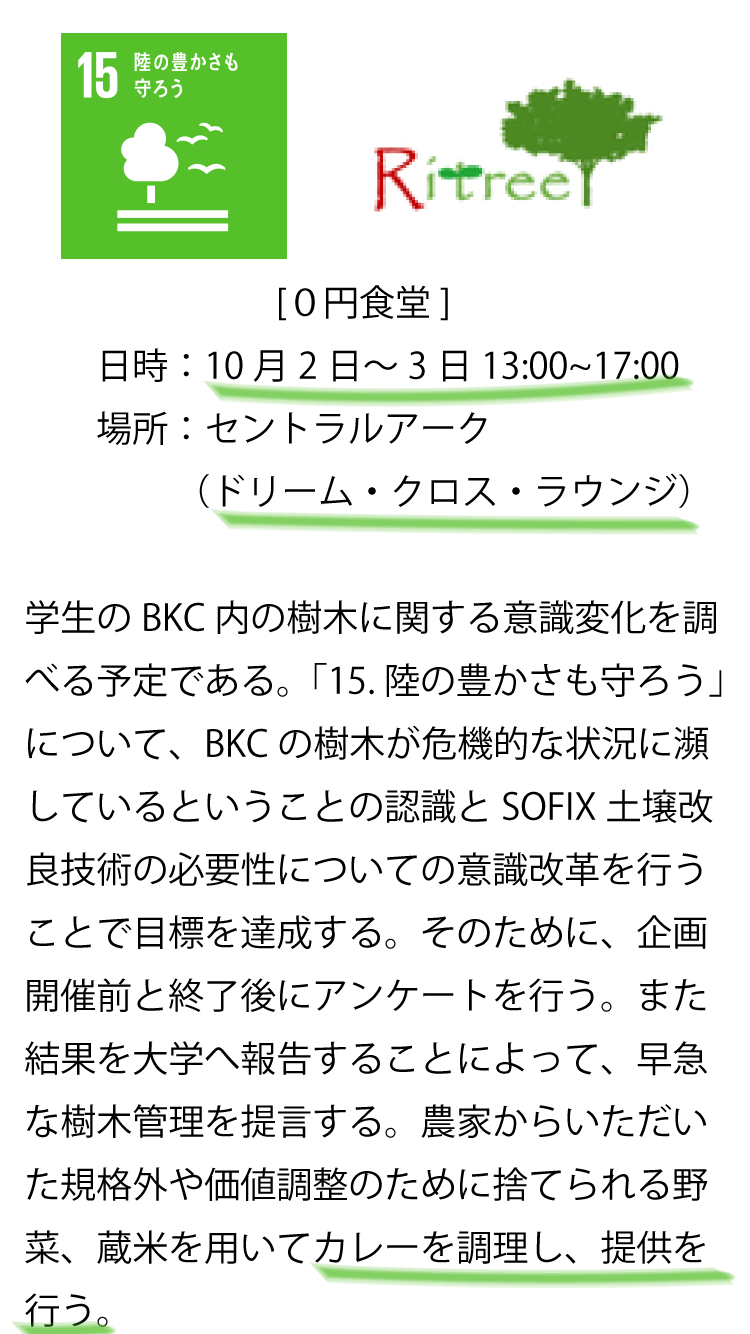 15 陸の豊かさも
守ろう
Ritree
[０円食堂]
日時：10月2日〜3日 13:00~17:00
場所：セントラルアーク
（ドリーム・クロス・ラウンジ）
学生の BKC 内の樹木に関する意識変化を調
べる予定である。「15. 陸の豊かさも守ろう」
について、BKC の樹木が危機的な状況に瀕
しているということの認識と SOFIX 土壌改
良技術の必要性についての意識改革を行う
ことで目標を達成する。そのために、企画
開催前と終了後にアンケートを行う。また
結果を大学へ報告することによって、早急
な樹木管理を提言する。農家からいただい
た規格外や価値調整のために捨てられる野
菜、蔵米を用いてカレーを調理し、提供を
行う。